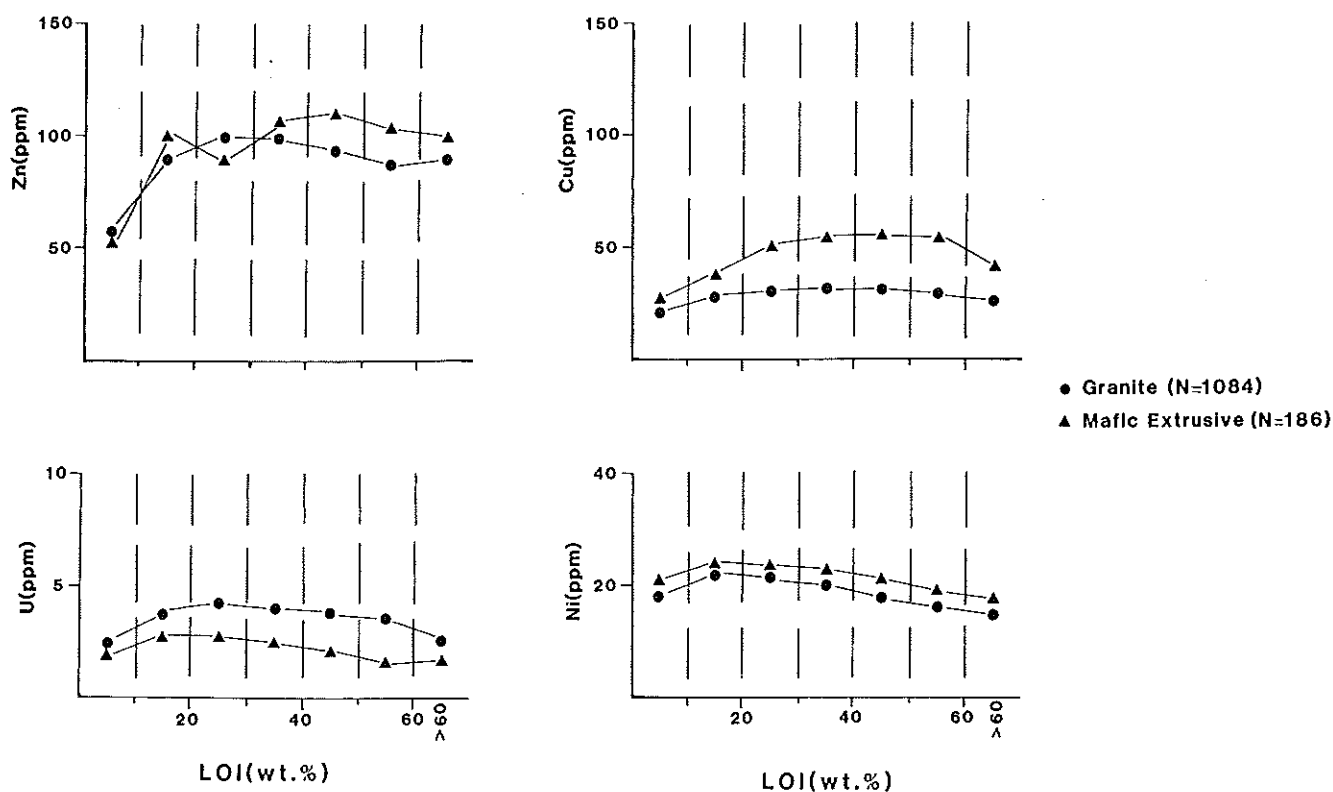 150
100
50
Zn(ppm)
150
100
50
Cu(ppm)
● Granite (N=1084)
▲ Mafic Extrusive (N=186)
10
5
U(ppm)
20
40
60
>60
LOI(wt.%)
40
20
Ni(ppm)
20
40
60
>60
LOI(wt.%)